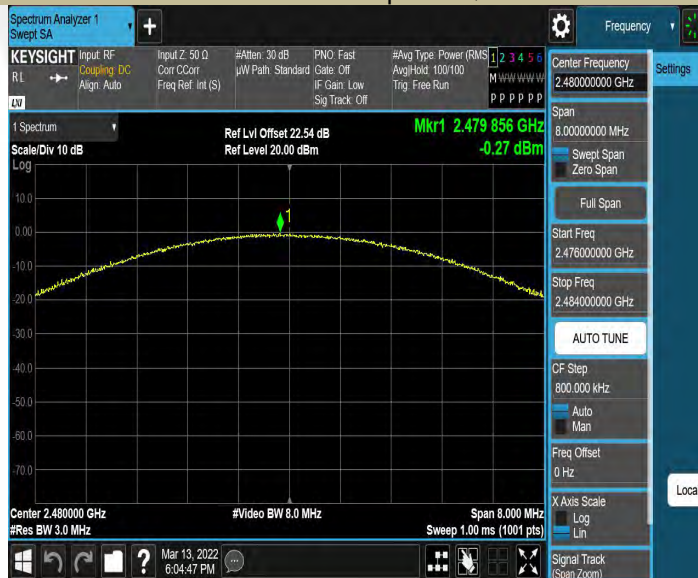 Spectrum Analyzer 1
Swept SA
Frequency
KEYSIGHT
RL
LXI
Input: RF
Coupling: DC
Align: Auto
Input Z: 50 Ω
Corr CCorr
Freq Ref: Int (S)
#Atten: 30 dB
µW Path: Standard
PNO: Fast
Gate: Off
IF Gain: Low
Sig Track: Off
#Avg Type: Power (RMS
Avg|Hold: 100/100
Trig: Free Run
1 2 3 4 5 6
M W W W W W
P P P P P P
1 Spectrum
Scale/Div 10 dB
Ref Lvl Offset 22.54 dB
Ref Level 20.00 dBm
Mkr1 2.479 856 GHz
-0.27 dBm
Log
10.0
0.00
-10.0
-20.0
-30.0
-40.0
-50.0
-60.0
-70.0
1
Center 2.480000 GHz
#Res BW 3.0 MHz
#Video BW 8.0 MHz
Span 8.000 MHz
Sweep 1.00 ms (1001 pts)
Mar 13, 2022
6:04:47 PM
Center Frequency
2.480000000 GHz
Span
8.00000000 MHz
Swept Span
Zero Span
Full Span
Start Freq
2.476000000 GHz
Stop Freq
2.484000000 GHz
AUTO TUNE
CF Step
800.000 kHz
Auto
Man
Freq Offset
0 Hz
X Axis Scale
Log
Lin
Signal Track
(Span Zoom)
Settings
Loca